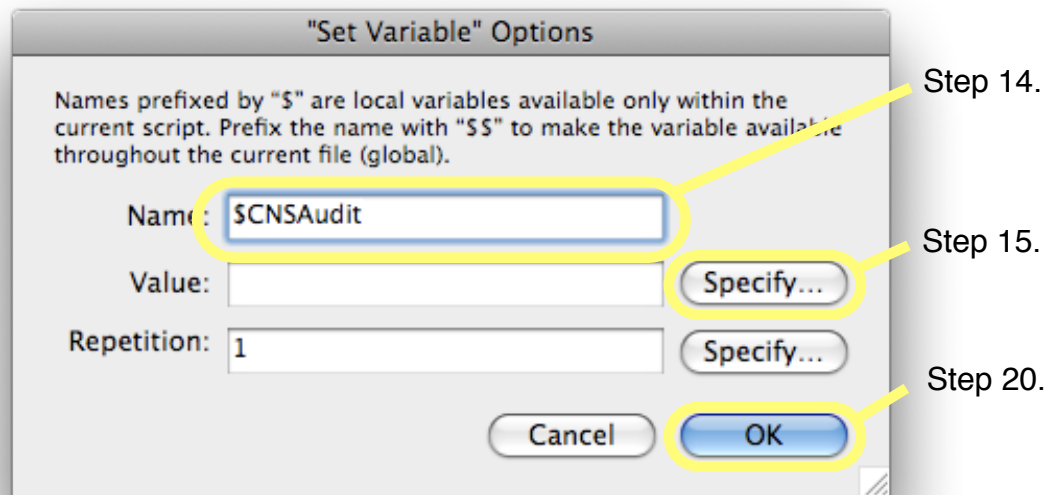 "Set Variable" Options
Step 14.
Names prefixed by “$” are local variables available only within the
current script. Prefix the name with “$$” to make the variable available
throughout the current file (global).
Name: $CNSAudit
Step 15.
Value: Specify...
Repetition: 1 Specify...
Step 20.
Cancel OK